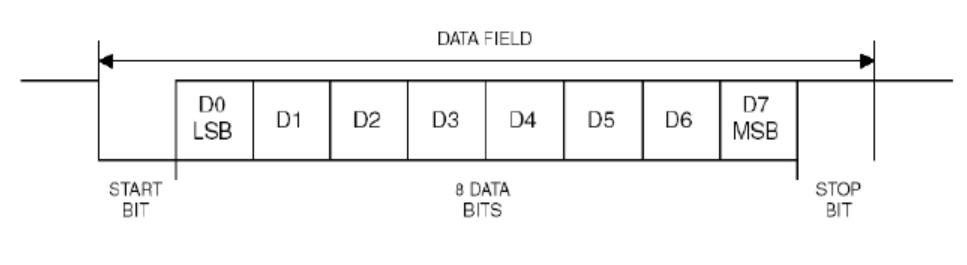 DATA FIELD
D0
LSB
D1
D2
D3
D4
D5
D6
D7
MSB
START
BIT
8 DATA
BITS
STOP
BIT